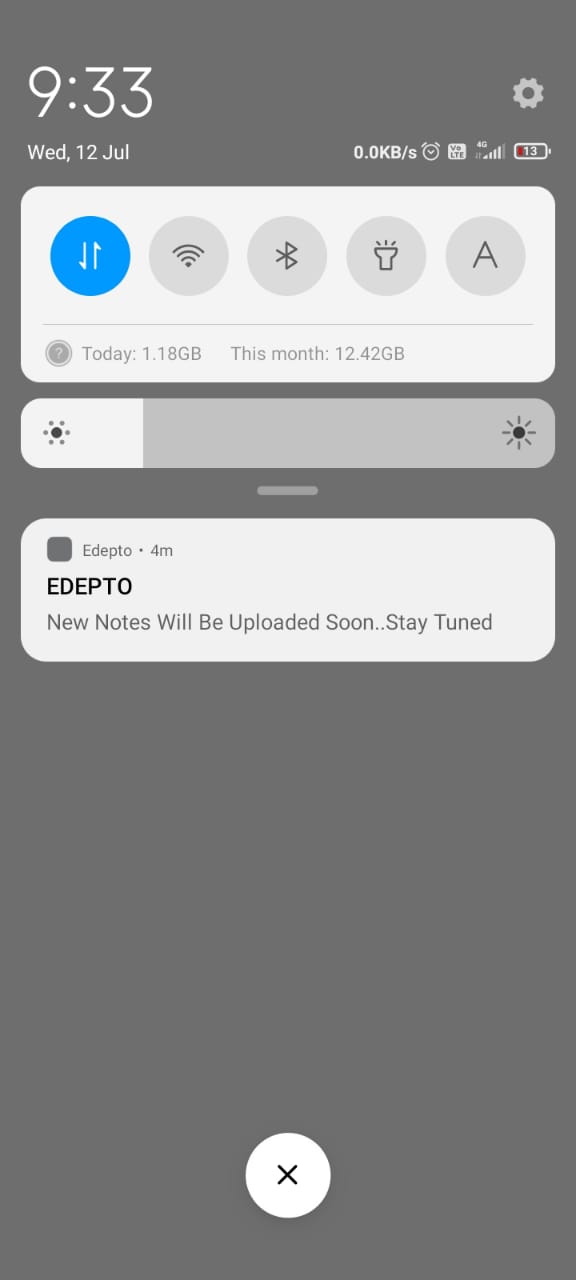 9:33
Wed, 12 Jul 0.0KB/s Vo LTE 4G 13
A
? Today: 1.18GB This month: 12.42GB
Edepto • 4m
EDEPTO
New Notes Will Be Uploaded Soon..Stay Tuned